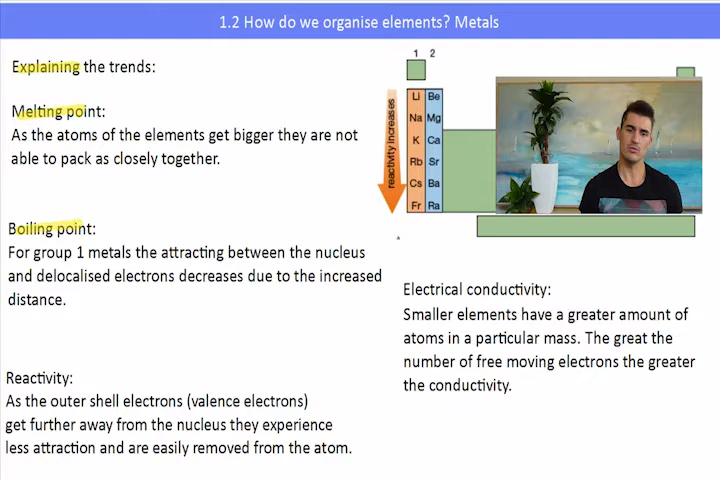 1.2 How do we organise elements? Metals
Explaining the trends:
Melting point:
As the atoms of the elements get bigger they are not
able to pack as closely together.
Boiling point:
For group 1 metals the attracting between the nucleus
and delocalised electrons decreases due to the increased
distance.
Reactivity:
As the outer shell electrons (valence electrons)
get further away from the nucleus they experience
less attraction and are easily removed from the atom.
1 2
reactivity increases
Li Be
Na Mg
K Ca
Rb Sr
Cs Ba
Fr Ra
Electrical conductivity:
Smaller elements have a greater amount of
atoms in a particular mass. The great the
number of free moving electrons the greater
the conductivity.